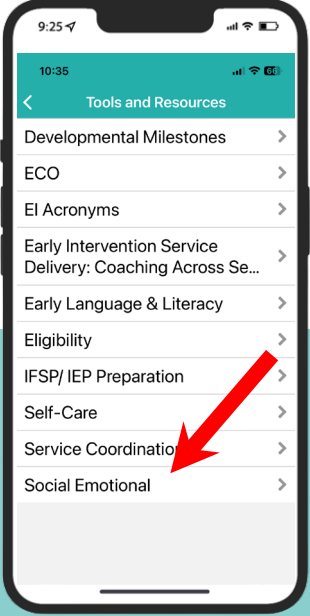 9:25
10:35
68
Tools and Resources
Developmental Milestones
ECO
EI Acronyms
Early Intervention Service
Delivery: Coaching Across Se...
Early Language & Literacy
Eligibility
IFSP/ IEP Preparation
Self-Care
Service Coordination
Social Emotional